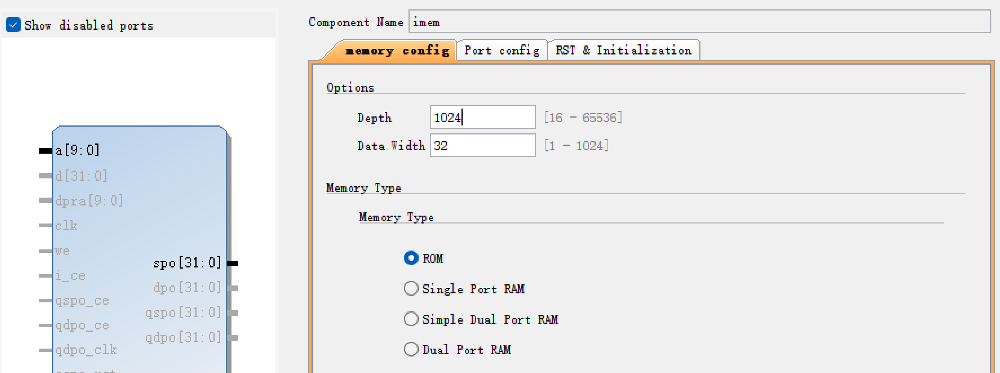 Show disabled ports
a[9:0]
d[31:0]
dpra[9:0]
clk
we
i_ce
qspo_ce
qdpo_ce
qdpo_clk
spo[31:0]
dpo[31:0]
qspo[31:0]
qdpo[31:0]
Component Name imem
memory config Port config RST & Initialization
Options
Depth 1024 [16 - 65536]
Data Width 32 [1 - 1024]
Memory Type
Memory Type
ROM
Single Port RAM
Simple Dual Port RAM
Dual Port RAM